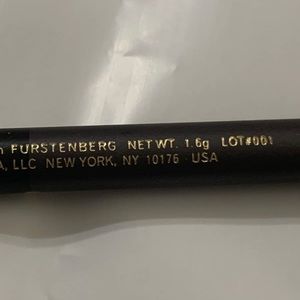 n FURSTENBERG NET WT. 1.6g LOT#001
A, LLC NEW YORK, NY 10176 · USA